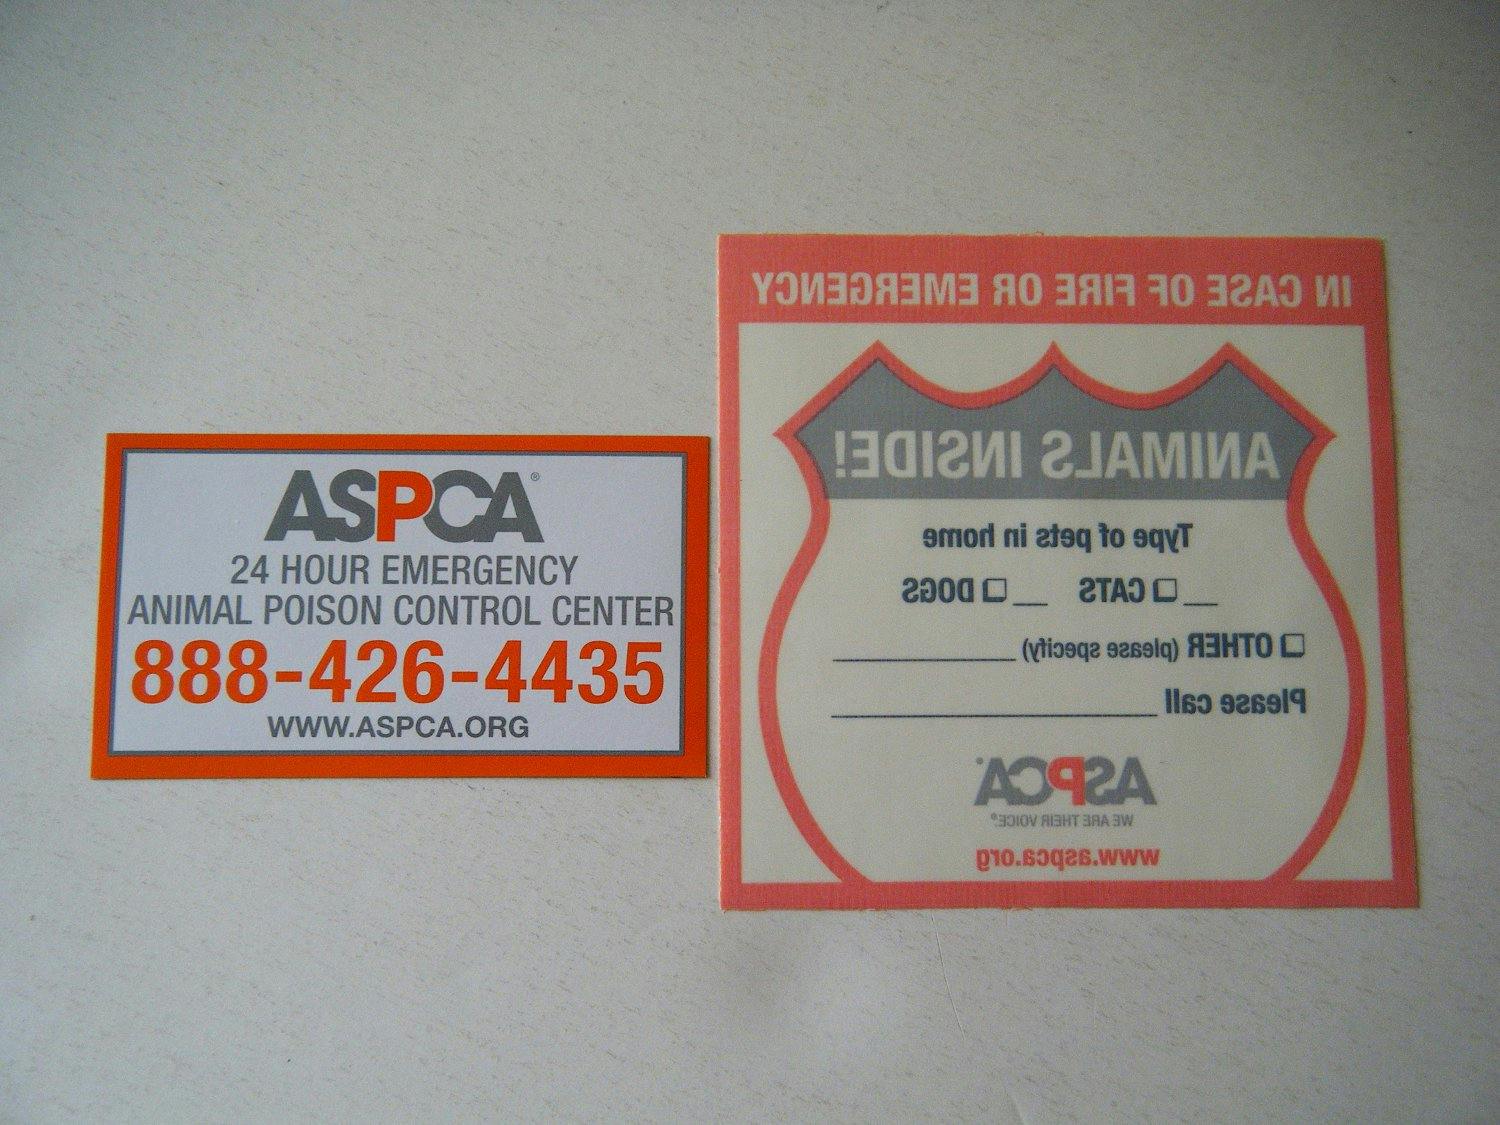 ASPCA®
24 HOUR EMERGENCY
ANIMAL POISON CONTROL CENTER
888-426-4435
WWW.ASPCA.ORG
IN CASE OF FIRE OR EMERGENCY
ANIMALS INSIDE!
Type of pets in home
__ ❑ CATS __ ❑ DOGS
❑ OTHER (please specify) ____________
Please call ______________________
ASPCA®
WE ARE THEIR VOICE.®
www.aspca.org